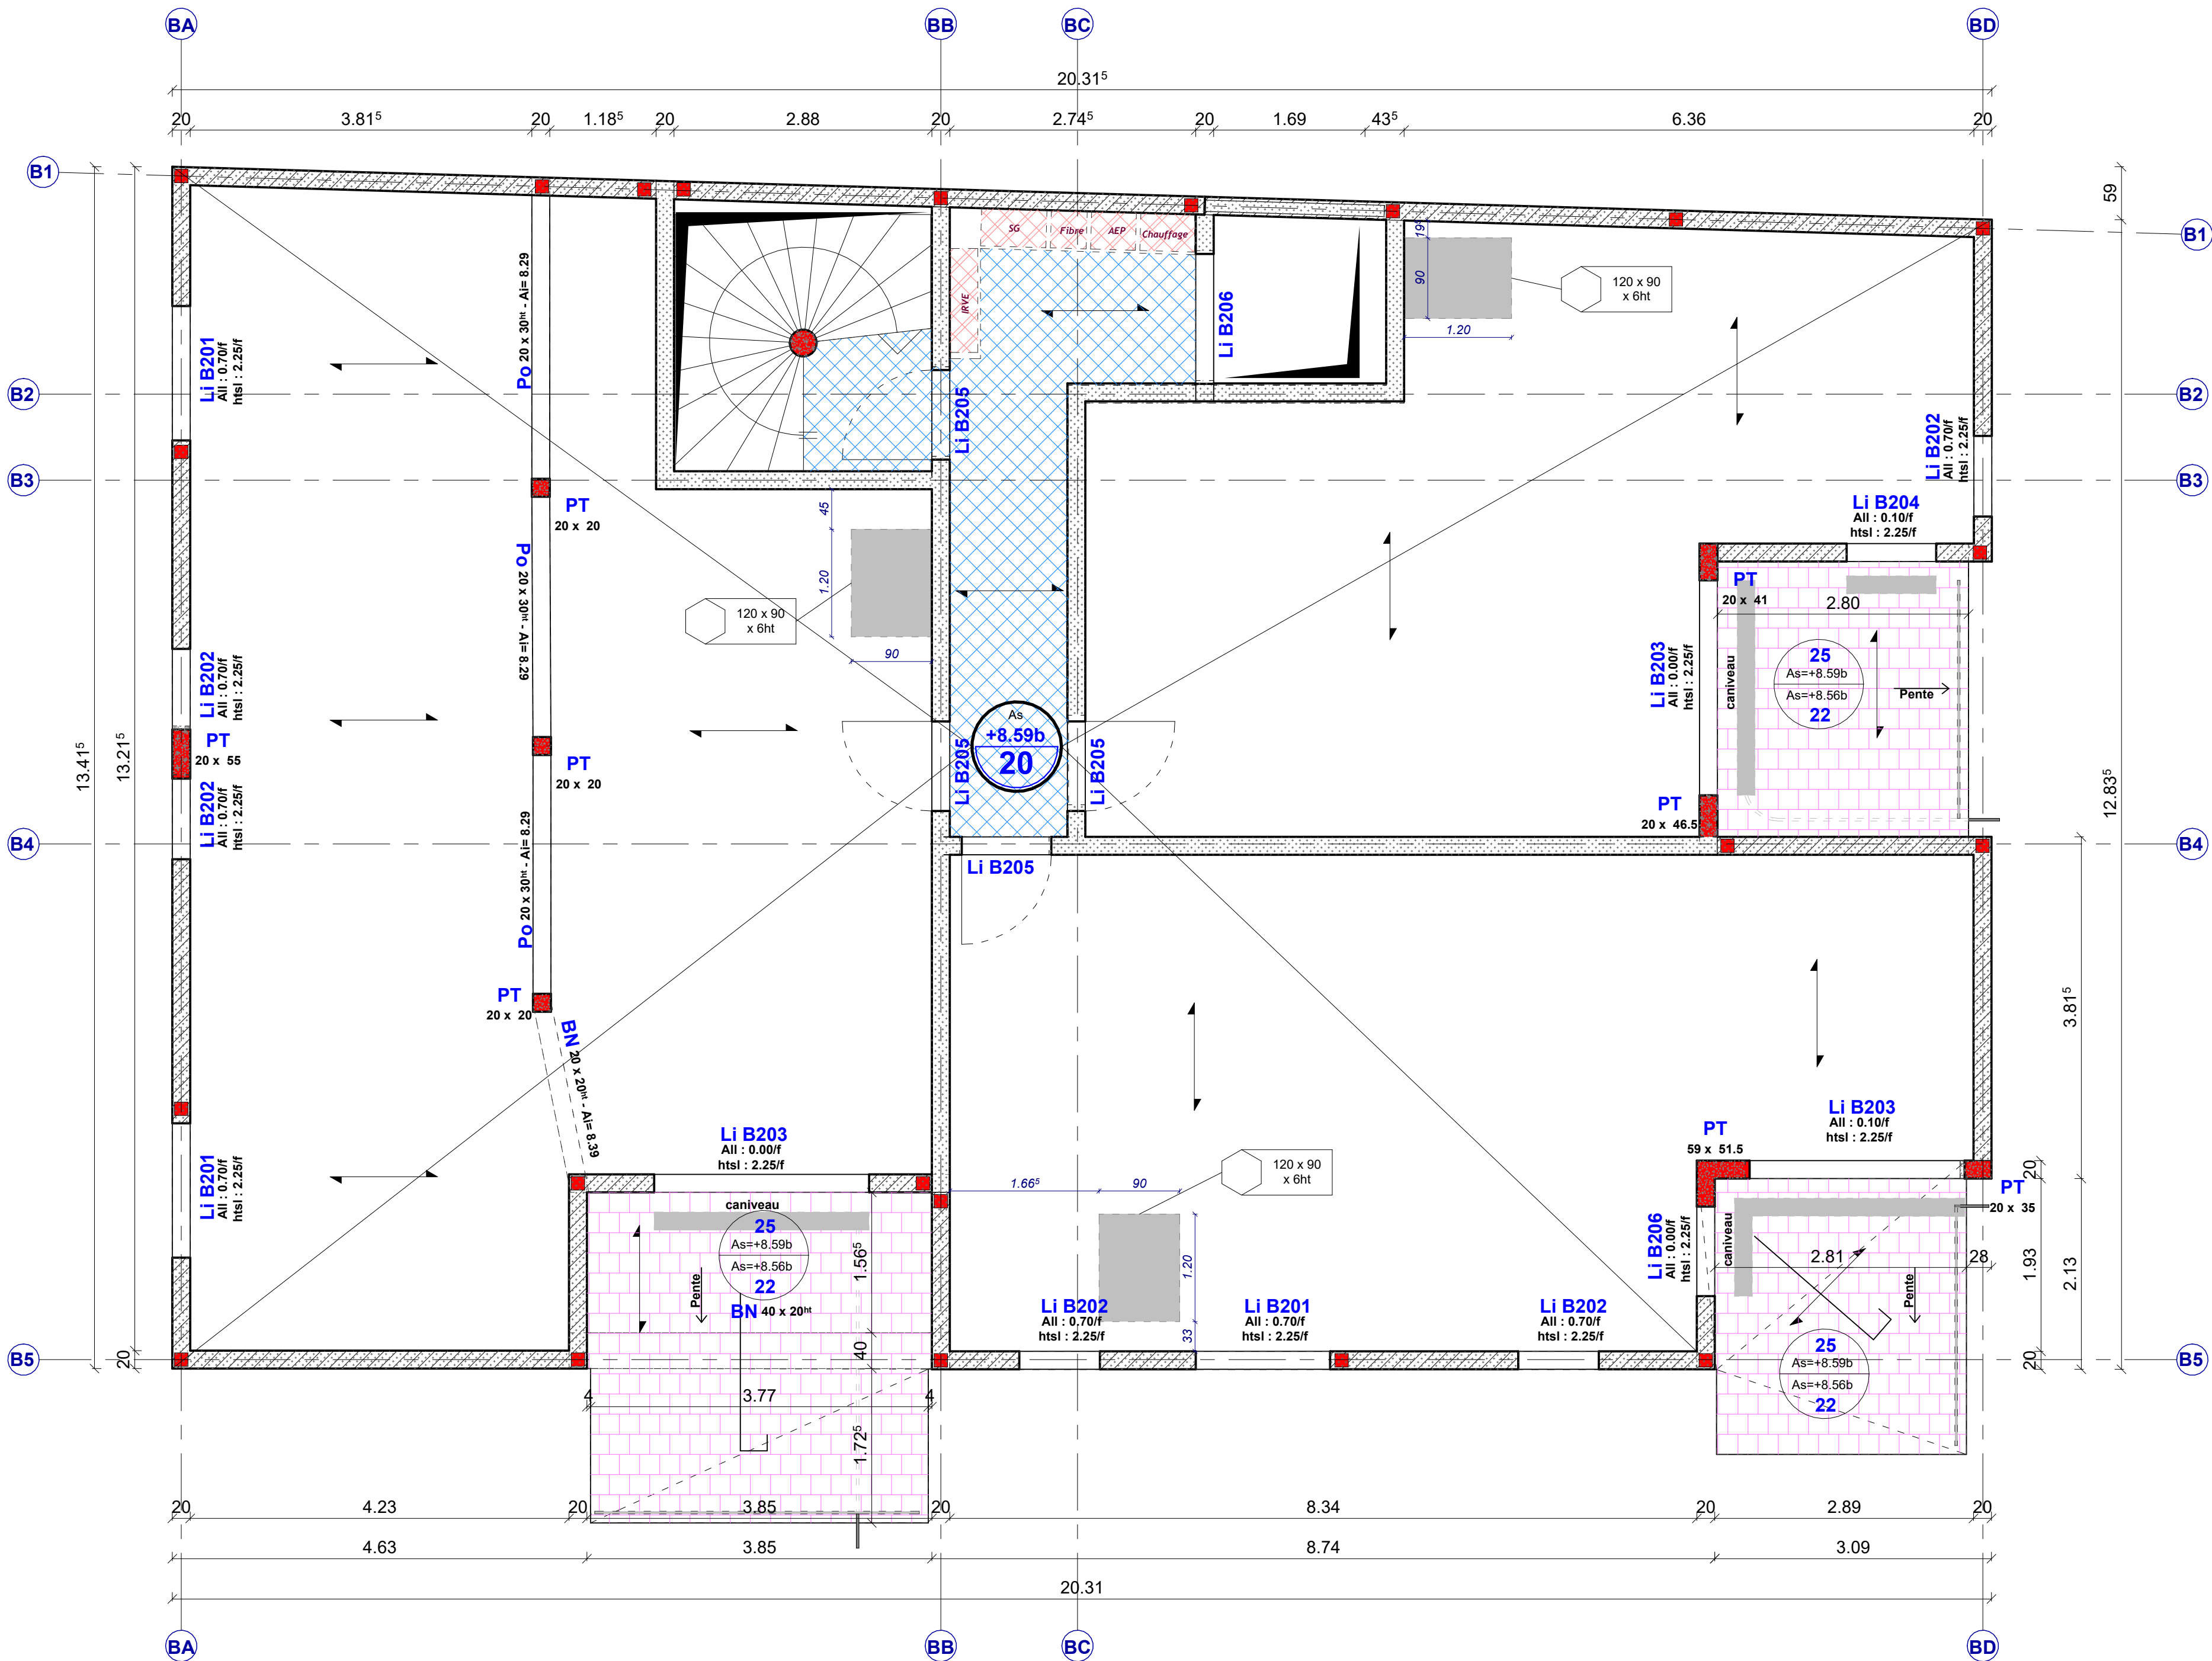 BA
BB
BC
BD
20.31⁵
20
3.81⁵
20
1.18⁵
20
2.88
20
2.74⁵
20
1.69
43⁵
6.36
20
B1
B1
59
SG
Fibre
AEP
Chauffage
IRVE
19⁵
90
1.20
120 x 90
x 6ht
Li B206
Po 20 x 30ʰᵗ - Ai= 8.29
Li B201
All : 0.70/f
htsl : 2.25/f
B2
B2
Li B205
Li B202
All : 0.70/f
htsl : 2.25/f
B3
B3
PT
20 x 20
45
1.20
90
120 x 90
x 6ht
Li B204
All : 0.10/f
htsl : 2.25/f
PT
20 x 41
2.80
Po 20 x 30ʰᵗ - Ai= 8.29
Li B202
All : 0.70/f
htsl : 2.25/f
Li B203
All : 0.00/f
htsl : 2.25/f
caniveau
25
As=+8.59b
As=+8.56b
22
Pente
13.41⁵
13.21⁵
12.83⁵
PT
20 x 55
PT
20 x 20
As
+8.59b
20
Li B205
Li B205
Li B202
All : 0.70/f
htsl : 2.25/f
PT
20 x 46.5
B4
B4
Li B205
Po 20 x 30ʰᵗ - Ai= 8.29
PT
20 x 20
BN 20 x 20ʰᵗ - Ai= 8.39
3.81⁵
Li B203
All : 0.00/f
htsl : 2.25/f
Li B203
All : 0.10/f
htsl : 2.25/f
PT
59 x 51.5
20
PT
20 x 35
Li B201
All : 0.70/f
htsl : 2.25/f
caniveau
25
As=+8.59b
As=+8.56b
22
Pente
BN 40 x 20ʰᵗ
1.56⁵
40
1.72⁵
120 x 90
x 6ht
1.66⁵
90
1.20
33
Li B202
All : 0.70/f
htsl : 2.25/f
Li B201
All : 0.70/f
htsl : 2.25/f
Li B202
All : 0.70/f
htsl : 2.25/f
Li B206
All : 0.00/f
htsl : 2.25/f
caniveau
2.81
28
Pente
1.93
2.13
20
25
As=+8.59b
As=+8.56b
22
B5
B5
20
4
3.77
4
20
4.23
20
3.85
20
8.34
20
2.89
20
4.63
3.85
8.74
3.09
20.31
BA
BB
BC
BD